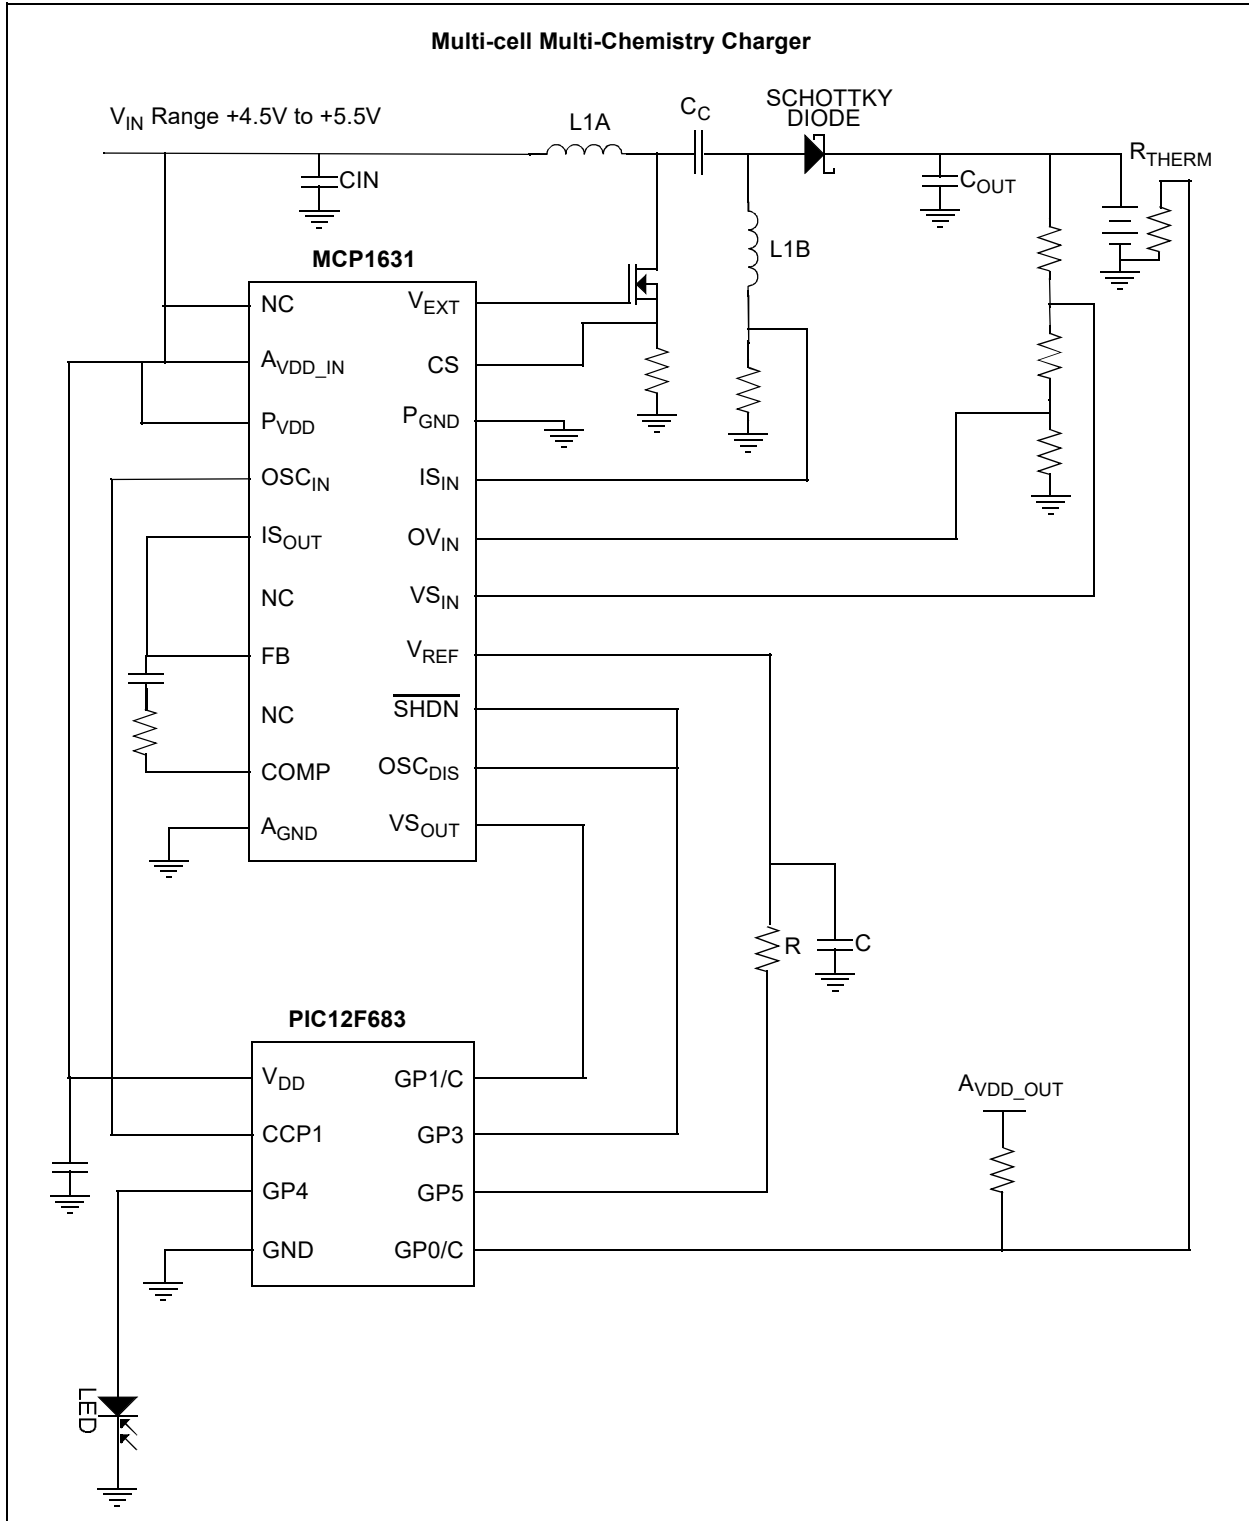 Multi-cell Multi-Chemistry Charger
V_IN Range +4.5V to +5.5V
L1A
C_C
SCHOTTKY
DIODE
R_THERM
CIN
C_OUT
L1B
MCP1631
NC
V_EXT
A_VDD_IN
CS
P_VDD
P_GND
OSC_IN
IS_IN
IS_OUT
OV_IN
NC
VS_IN
FB
V_REF
NC
SHDN
COMP
OSC_DIS
A_GND
VS_OUT
R
C
PIC12F683
V_DD
GP1/C
CCP1
GP3
GP4
GP5
GND
GP0/C
A_VDD_OUT
LED